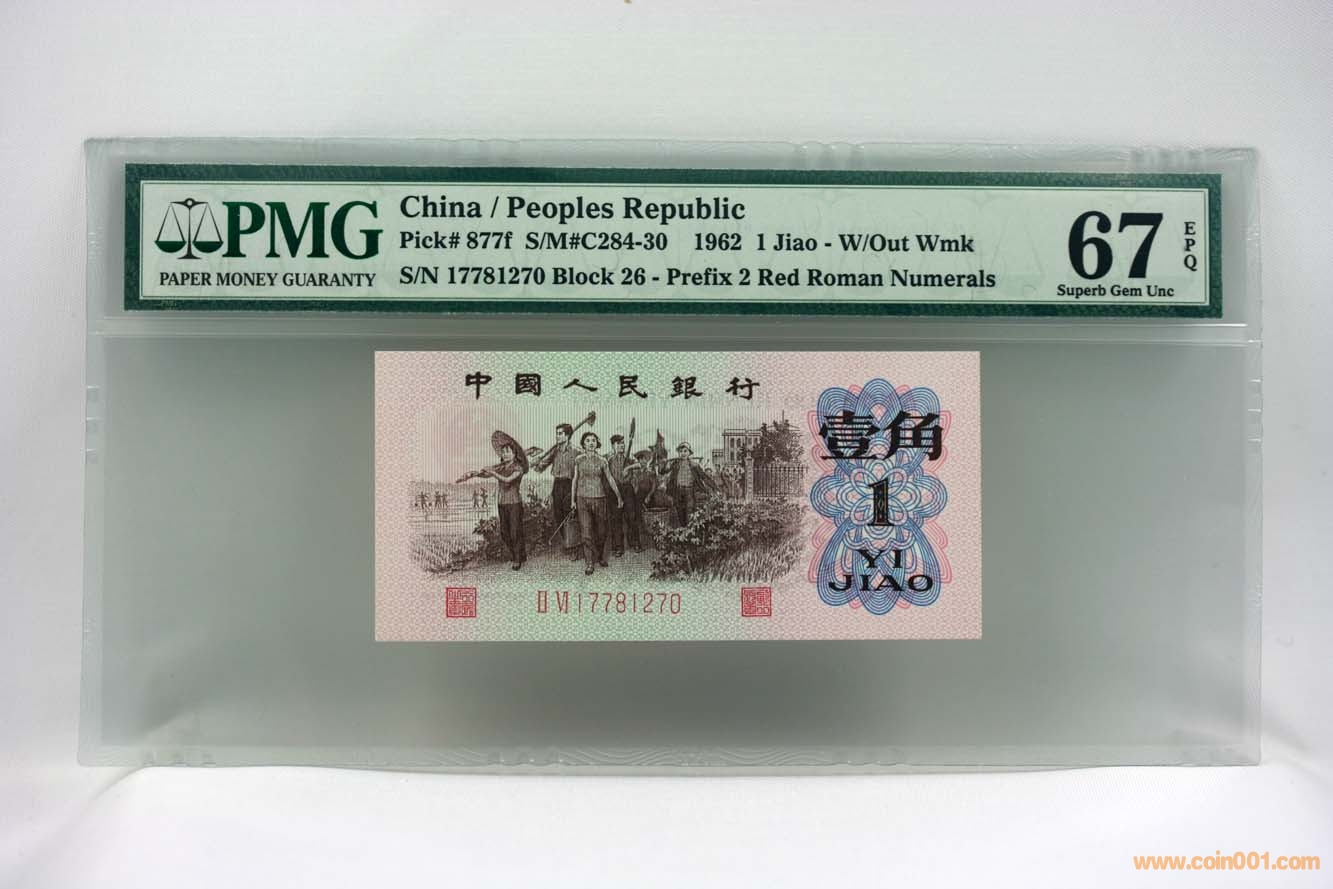 PMG
PAPER MONEY GUARANTY
China / Peoples Republic
Pick# 877f S/M#C284-30 1962 1 Jiao - W/Out Wmk
S/N 17781270 Block 26 - Prefix 2 Red Roman Numerals
67
EPQ
Superb Gem Unc
中國人民銀行
壹角
1
YI
JIAO
II VI 17781270
www.coin001.com